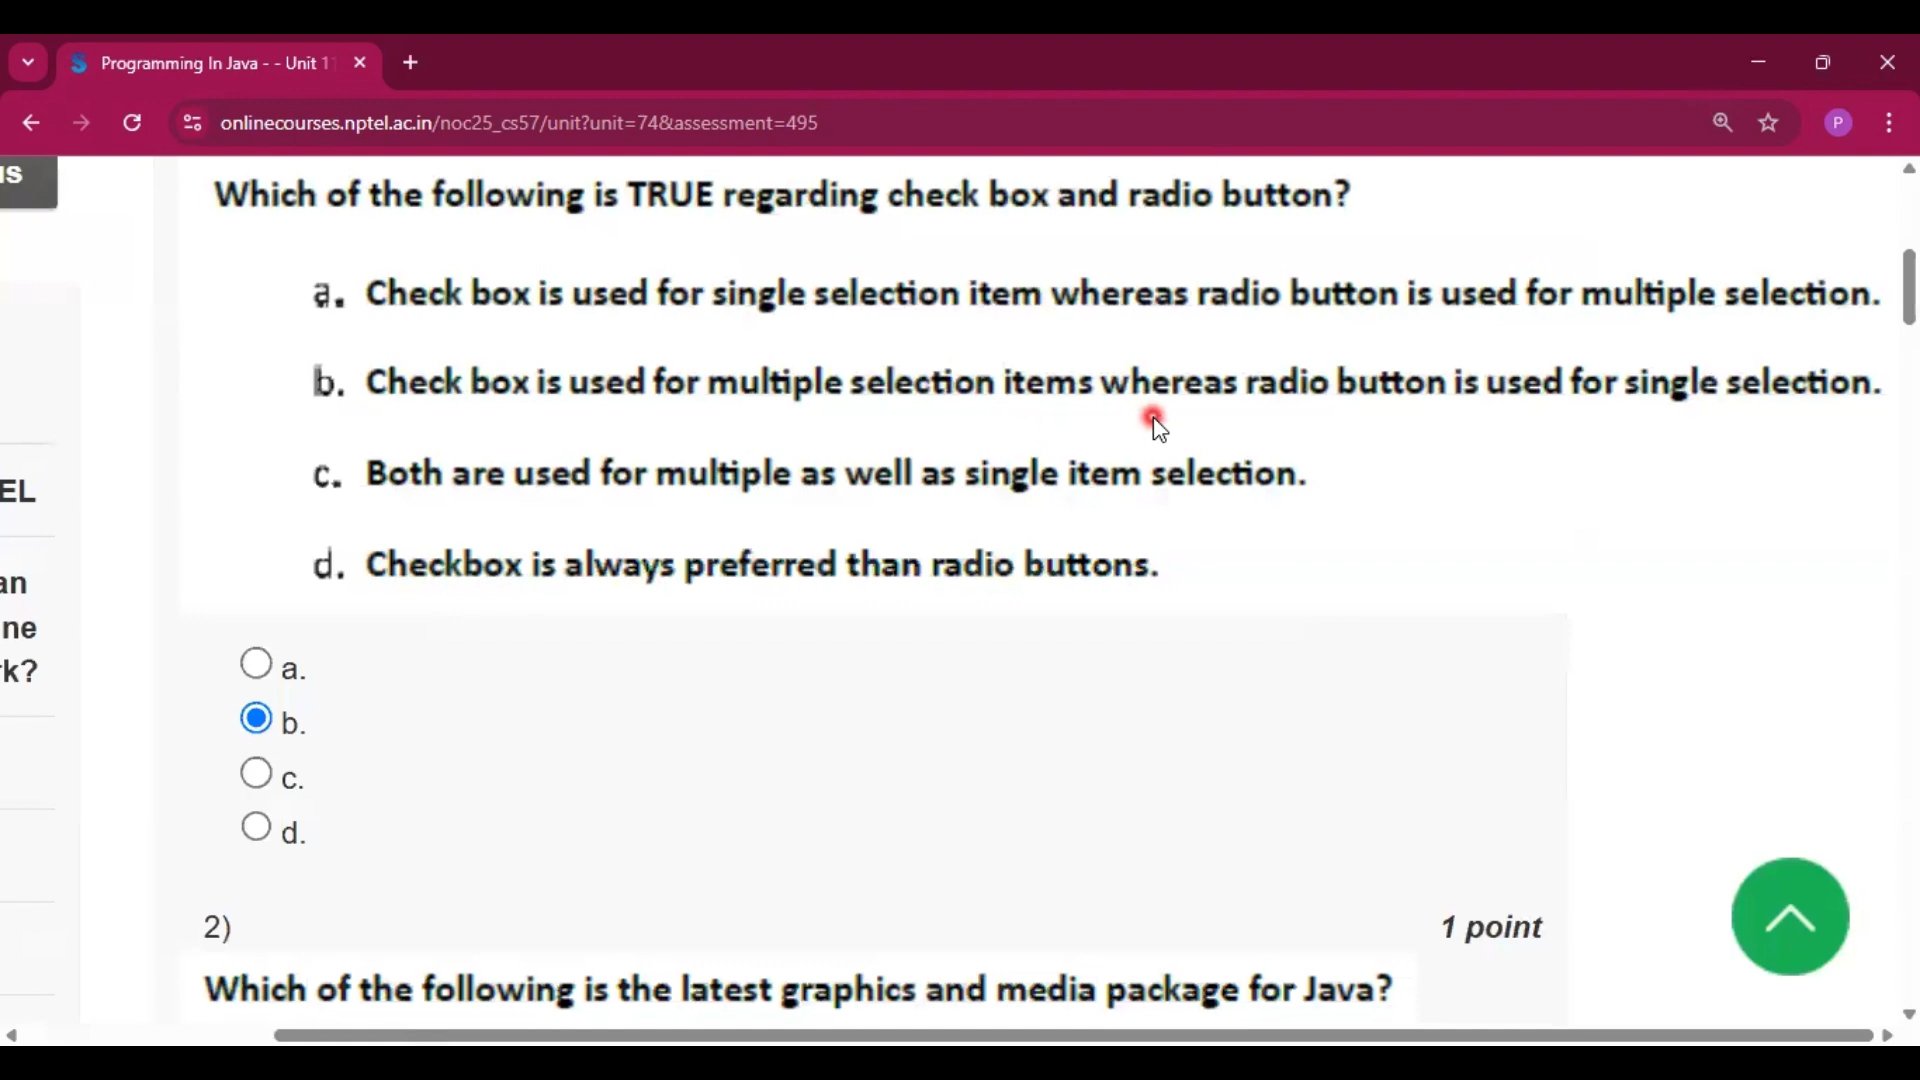 Programming In Java - - Unit 1
onlinecourses.nptel.ac.in/noc25_cs57/unit?unit=74&assessment=495
P
Which of the following is TRUE regarding check box and radio button?
a. Check box is used for single selection item whereas radio button is used for multiple selection.
b. Check box is used for multiple selection items whereas radio button is used for single selection.
c. Both are used for multiple as well as single item selection.
d. Checkbox is always preferred than radio buttons.
EL
an
ne
k?
a.
b.
c.
d.
2)
1 point
Which of the following is the latest graphics and media package for Java?